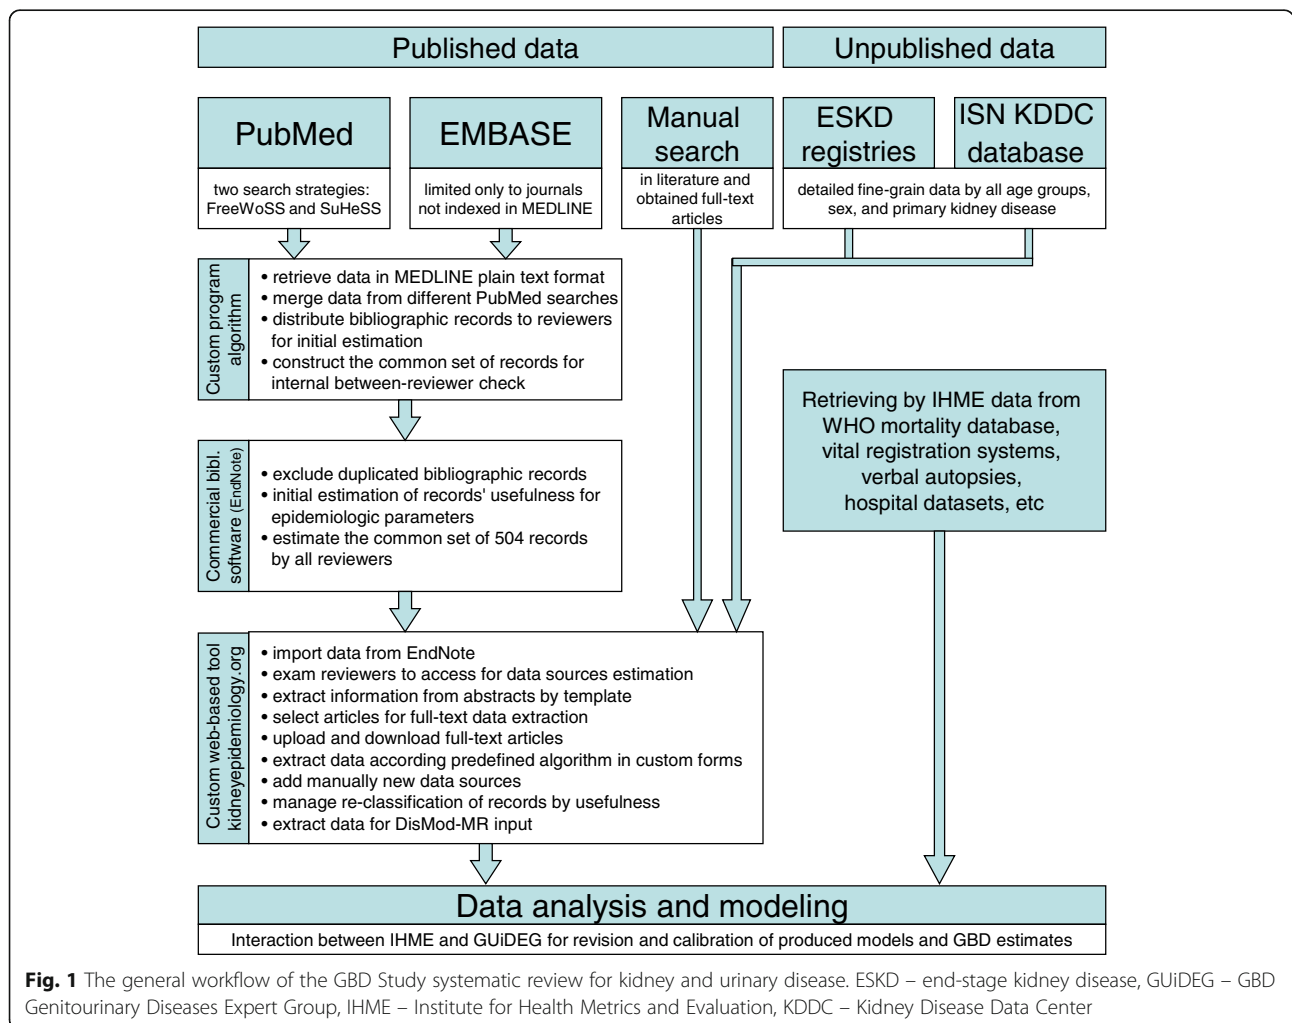 Published data
Unpublished data
PubMed
two search strategies:
FreeWoSS and SuHeSS
EMBASE
limited only to journals
not indexed in MEDLINE
Manual
search
in literature and
obtained full-text
articles
ESKD
registries
ISN KDDC
database
detailed fine-grain data by all age groups,
sex, and primary kidney disease
Custom program
algorithm
• retrieve data in MEDLINE plain text format
• merge data from different PubMed searches
• distribute bibliographic records to reviewers
for initial estimation
• construct the common set of records for
internal between-reviewer check
Retrieving by IHME data from
WHO mortality database,
vital registration systems,
verbal autopsies,
hospital datasets, etc
Commercial bibl.
software (EndNote)
• exclude duplicated bibliographic records
• initial estimation of records' usefulness for
epidemiologic parameters
• estimate the common set of 504 records
by all reviewers
Custom web-based tool
kidneyepidemiology.org
• import data from EndNote
• exam reviewers to access for data sources estimation
• extract information from abstracts by template
• select articles for full-text data extraction
• upload and download full-text articles
• extract data according predefined algorithm in custom forms
• add manually new data sources
• manage re-classification of records by usefulness
• extract data for DisMod-MR input
Data analysis and modeling
Interaction between IHME and GUiDEG for revision and calibration of produced models and GBD estimates
Fig. 1 The general workflow of the GBD Study systematic review for kidney and urinary disease. ESKD – end-stage kidney disease, GUiDEG – GBD
Genitourinary Diseases Expert Group, IHME – Institute for Health Metrics and Evaluation, KDDC – Kidney Disease Data Center